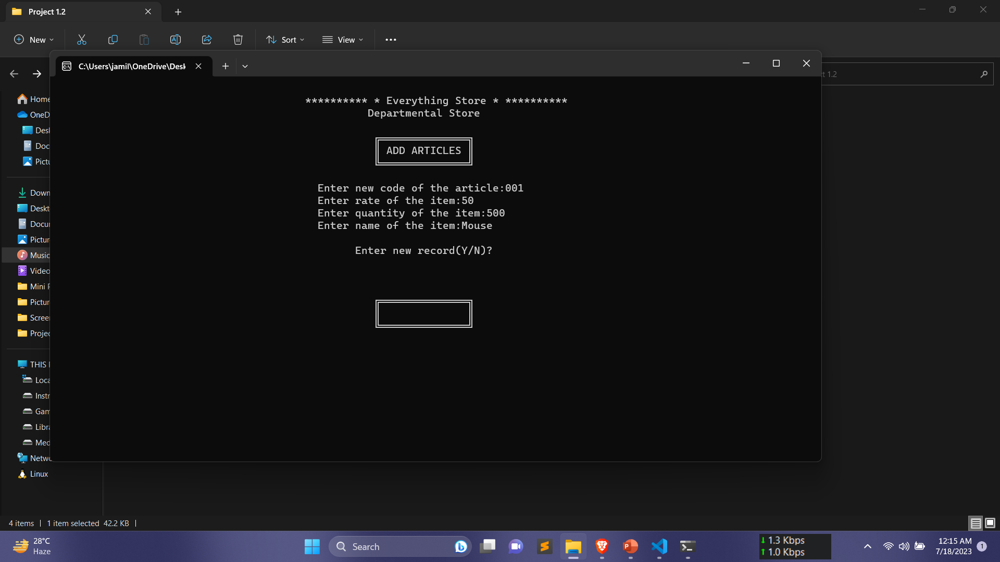 Project 1.2
New
Sort
View
C:\Users\jamil\OneDrive\Desk
t 1.2
Home
OneD
Desk
Doc
Pictu
Down
Deskt
Docu
Pictur
Music
Video
Mini P
Pictur
Scree
Projec
THIS
Loca
Instr
Gam
Libra
Med
Netwo
Linux
********** * Everything Store * **********
Departmental Store
ADD ARTICLES
Enter new code of the article:001
Enter rate of the item:50
Enter quantity of the item:500
Enter name of the item:Mouse
Enter new record(Y/N)?
4 items | 1 item selected 42.2 KB |
28°C
Haze
Search
1.3 Kbps
1.0 Kbps
12:15 AM
7/18/2023
1